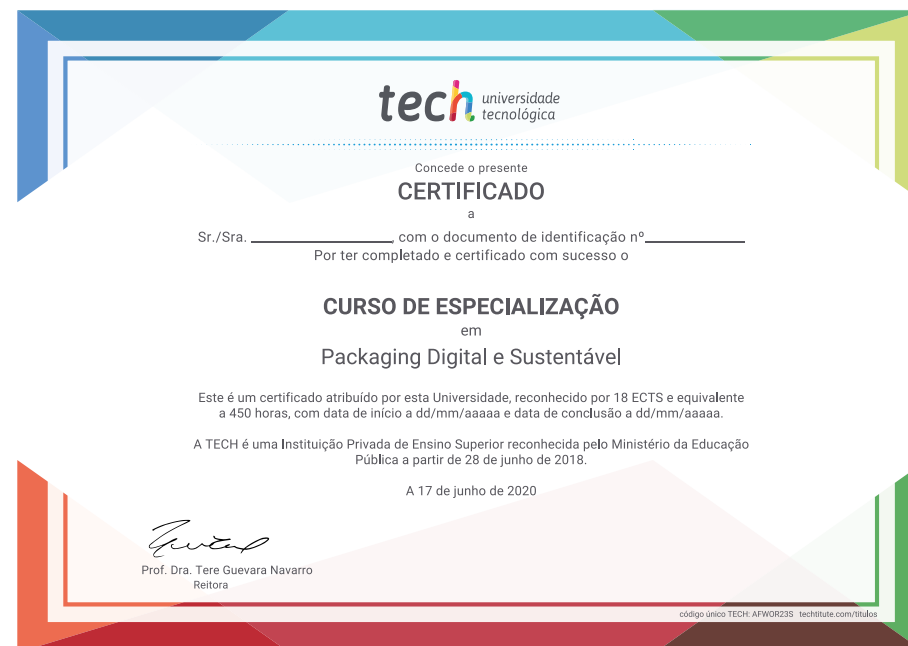 tech universidade
tecnológica
Concede o presente
CERTIFICADO
a
Sr./Sra. , com o documento de identificação nº
Por ter completado e certificado com sucesso o
CURSO DE ESPECIALIZAÇÃO
em
Packaging Digital e Sustentável
Este é um certificado atribuído por esta Universidade, reconhecido por 18 ECTS e equivalente
a 450 horas, com data de início a dd/mm/aaaaa e data de conclusão a dd/mm/aaaaa.
A TECH é uma Instituição Privada de Ensino Superior reconhecida pelo Ministério da Educação
Pública a partir de 28 de junho de 2018.
A 17 de junho de 2020
Prof. Dra. Tere Guevara Navarro
Reitora
código único TECH: AFWOR23S techtitute.com/titulos